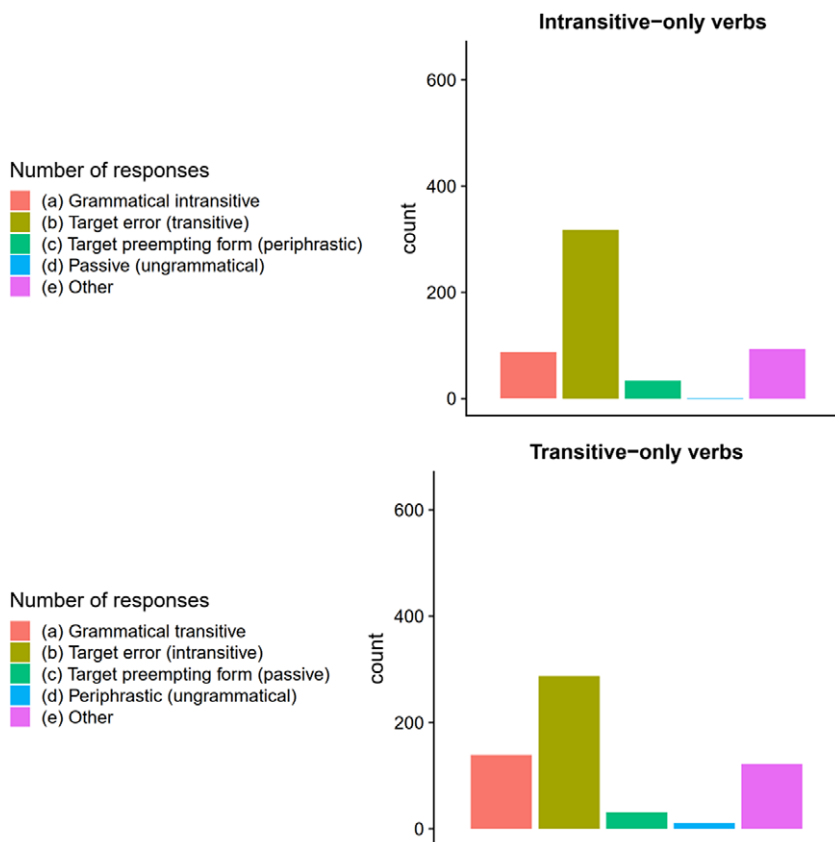 Intransitive−only verbs
600
400
200
0
count
Number of responses
(a) Grammatical intransitive
(b) Target error (transitive)
(c) Target preempting form (periphrastic)
(d) Passive (ungrammatical)
(e) Other
Transitive−only verbs
600
400
200
0
count
Number of responses
(a) Grammatical transitive
(b) Target error (intransitive)
(c) Target preempting form (passive)
(d) Periphrastic (ungrammatical)
(e) Other